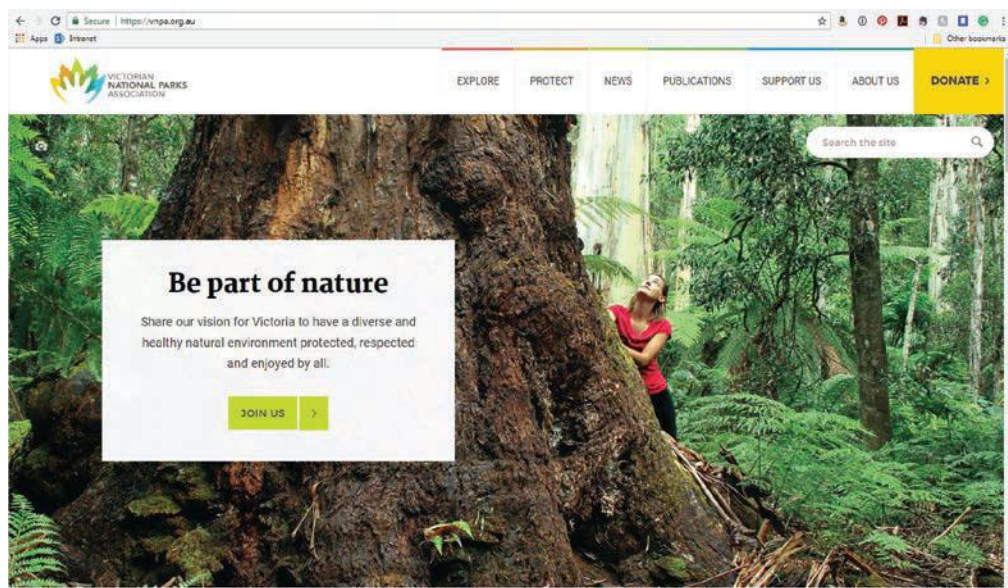 Secure | https://vnpa.org.au
Apps Intranet Other bookmarks
VICTORIAN
NATIONAL PARKS
ASSOCIATION
EXPLORE PROTECT NEWS PUBLICATIONS SUPPORT US ABOUT US DONATE >
Search the site
Be part of nature
Share our vision for Victoria to have a diverse and
healthy natural environment protected, respected
and enjoyed by all.
JOIN US >